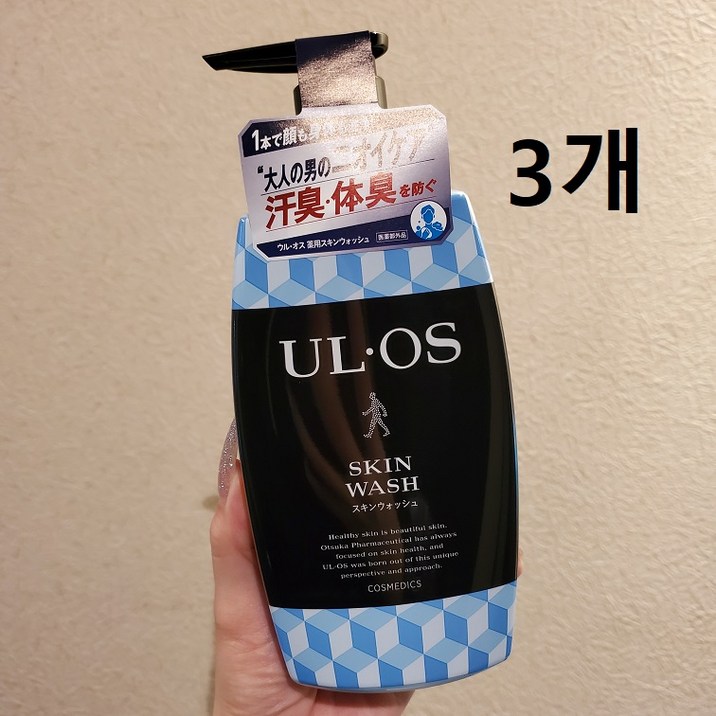 1本で顔も身体
"大人の男のニオイケア"
汗臭・体臭を防ぐ
ウル・オス 薬用スキンウォッシュ 医薬部外品
3개
UL·OS
SKIN
WASH
スキンウォッシュ
Healthy skin is beautiful skin.
Otsuka Pharmaceutical has always
focused on skin health, and
UL·OS was born out of this unique
perspective and approach.
COSMEDICS